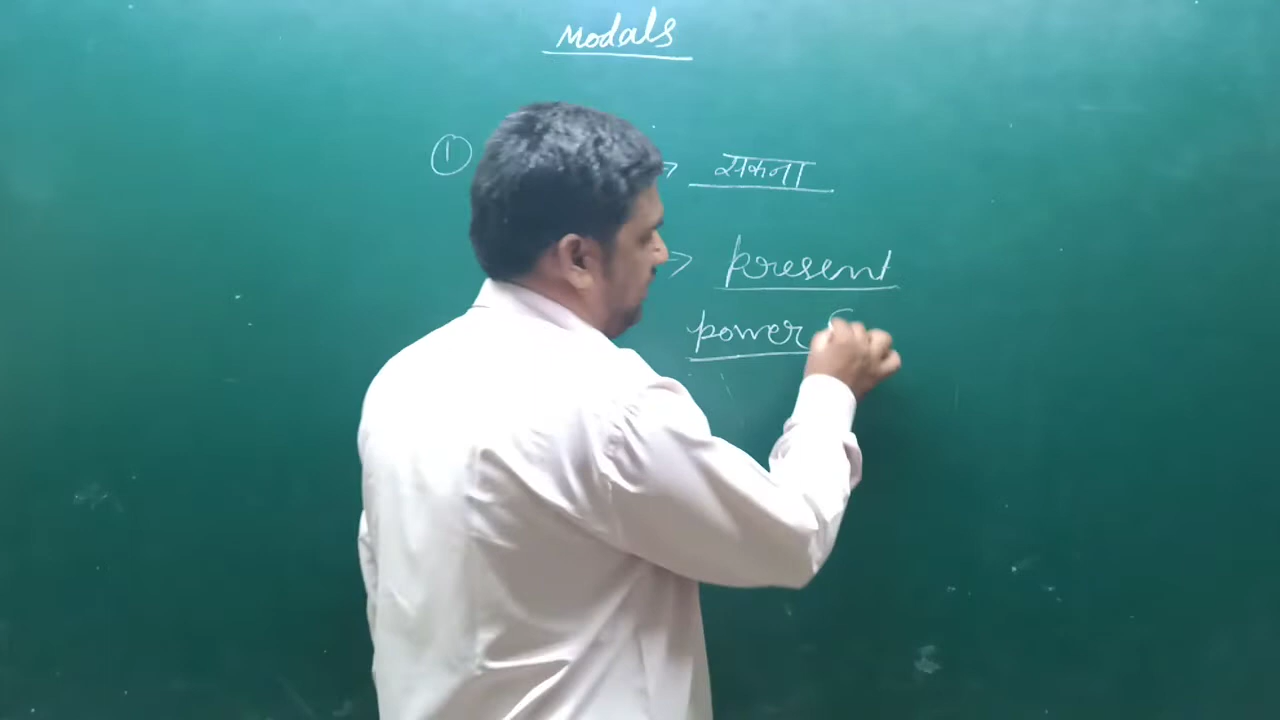 Modals
① → सकना
→ present
power